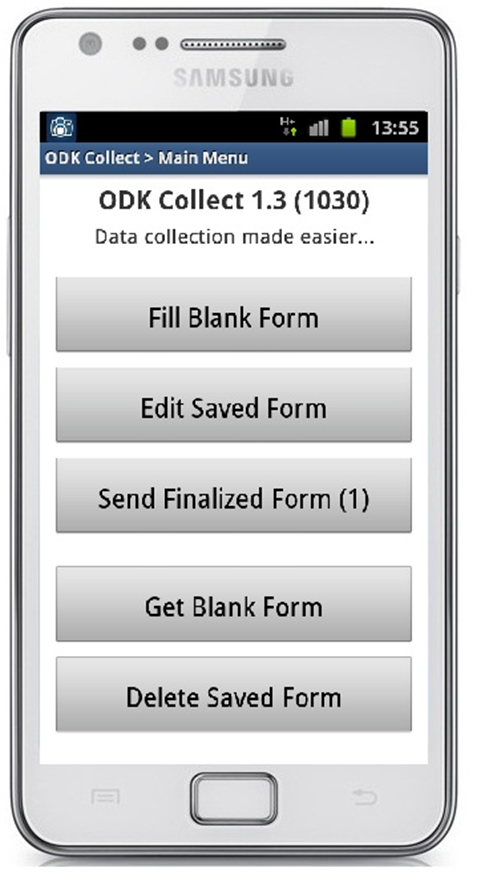 SAMSUNG
H+
13:55
ODK Collect > Main Menu
ODK Collect 1.3 (1030)
Data collection made easier...
Fill Blank Form
Edit Saved Form
Send Finalized Form (1)
Get Blank Form
Delete Saved Form